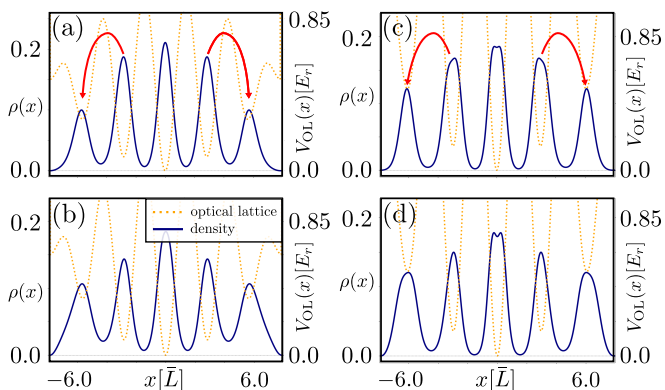 (a)
0.2
ρ(x)
0.0
0.85
V_OL(x)[E_r]
0.0
(c)
0.2
ρ(x)
0.0
0.85
V_OL(x)[E_r]
0.0
(b)
0.2
ρ(x)
0.0
optical lattice
density
0.85
V_OL(x)[E_r]
0.0
−6.0
x[L̄]
6.0
(d)
0.2
ρ(x)
0.0
0.85
V_OL(x)[E_r]
0.0
−6.0
x[L̄]
6.0